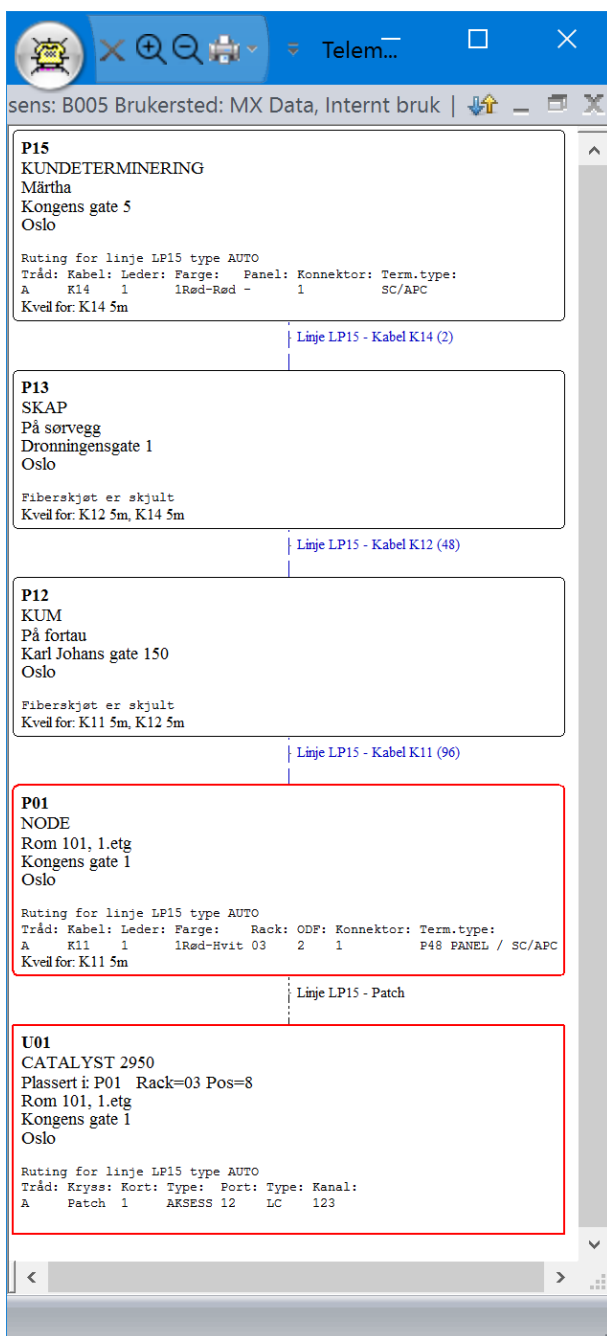 Telem...
sens: B005 Brukersted: MX Data, Internt bruk |
P15
KUNDETERMINERING
Märtha
Kongens gate 5
Oslo
Ruting for linje LP15 type AUTO
Tråd: Kabel: Leder: Farge: Panel: Konnektor: Term.type:
A K14 1 1Rød-Rød - 1 SC/APC
Kveil for: K14 5m
Linje LP15 - Kabel K14 (2)
P13
SKAP
På sørvegg
Dronningensgate 1
Oslo
Fiberskjøt er skjult
Kveil for: K12 5m, K14 5m
Linje LP15 - Kabel K12 (48)
P12
KUM
På fortau
Karl Johans gate 150
Oslo
Fiberskjøt er skjult
Kveil for: K11 5m, K12 5m
Linje LP15 - Kabel K11 (96)
P01
NODE
Rom 101, 1.etg
Kongens gate 1
Oslo
Ruting for linje LP15 type AUTO
Tråd: Kabel: Leder: Farge: Rack: ODF: Konnektor: Term.type:
A K11 1 1Rød-Hvit 03 2 1 P48 PANEL / SC/APC
Kveil for: K11 5m
Linje LP15 - Patch
U01
CATALYST 2950
Plassert i: P01 Rack=03 Pos=8
Rom 101, 1.etg
Kongens gate 1
Oslo
Ruting for linje LP15 type AUTO
Tråd: Kryss: Kort: Type: Port: Type: Kanal:
A Patch 1 AKSESS 12 LC 123